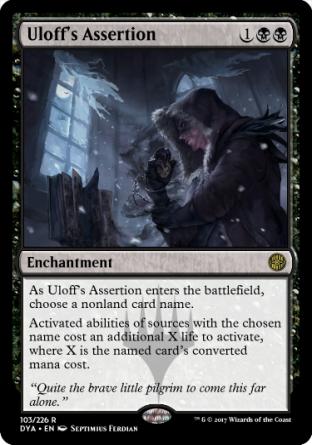 Uloff's Assertion 1
Enchantment
As Uloff's Assertion enters the battlefield,
choose a nonland card name.
Activated abilities of sources with the chosen
name cost an additional X life to activate,
where X is the named card's converted
mana cost.
“Quite the brave little pilgrim to come this far
alone.”
103/226 R
DYA • EN SEPTIMIUS FERDIAN
™ & © 2017 Wizards of the Coast